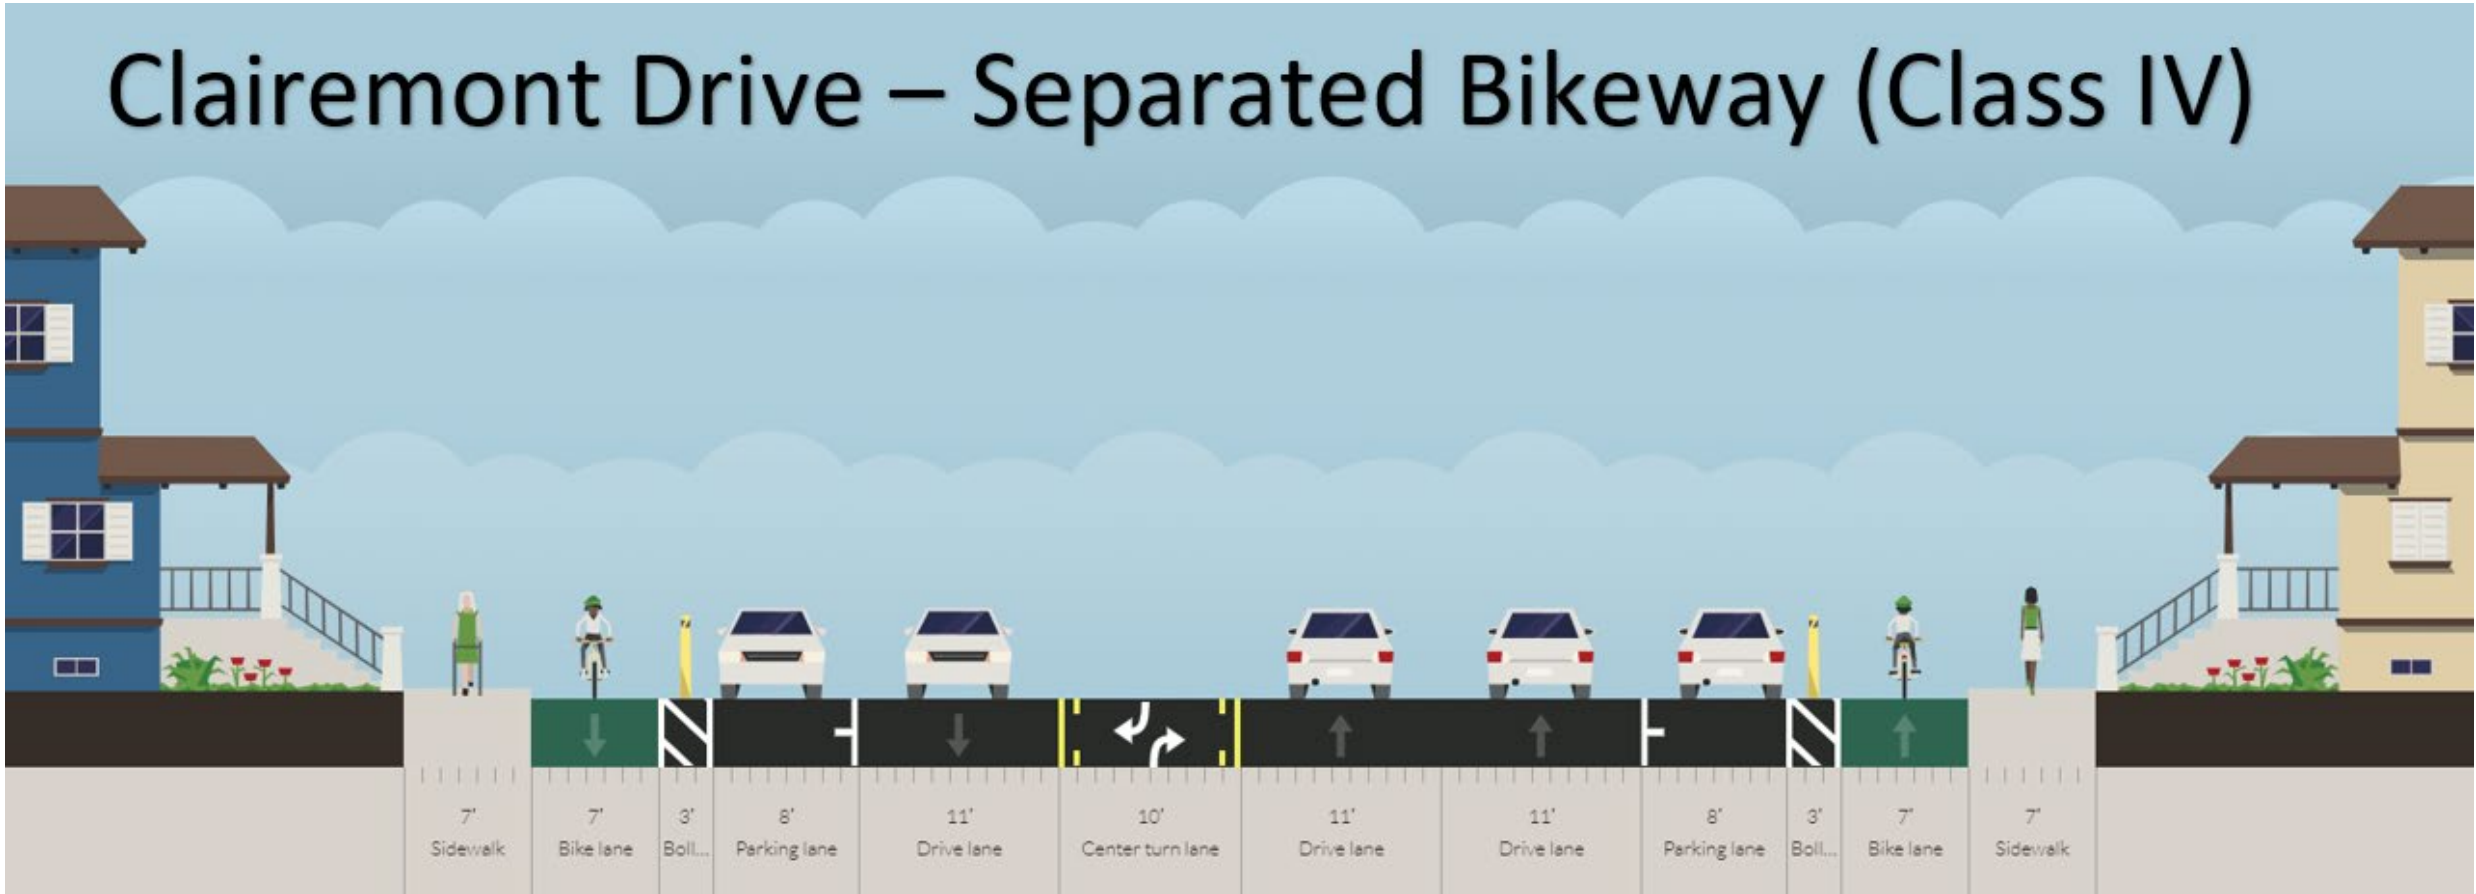 Clairemont Drive – Separated Bikeway (Class IV)
7' 7' 3' 8' 11' 10' 11' 11' 8' 3' 7' 7'
Sidewalk Bike lane Boll... Parking lane Drive lane Center turn lane Drive lane Drive lane Parking lane Boll... Bike lane Sidewalk